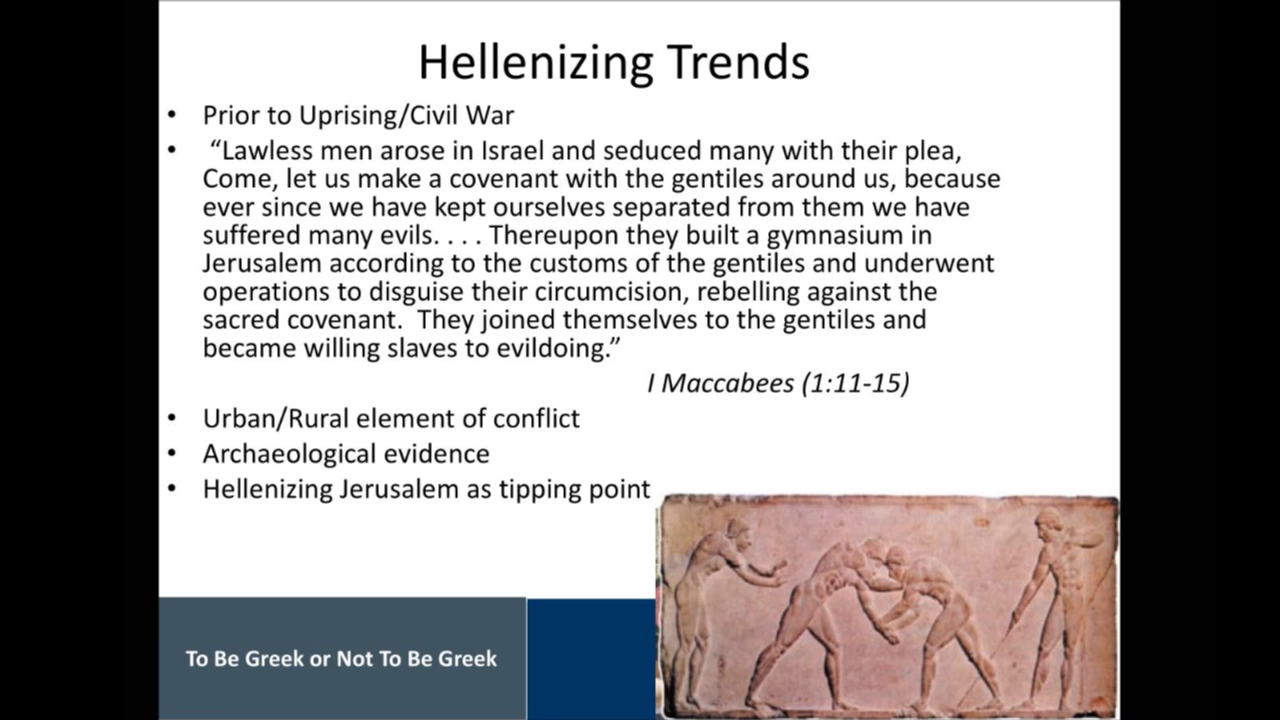 Hellenizing Trends
• Prior to Uprising/Civil War
• “Lawless men arose in Israel and seduced many with their plea,
Come, let us make a covenant with the gentiles around us, because
ever since we have kept ourselves separated from them we have
suffered many evils. . . . Thereupon they built a gymnasium in
Jerusalem according to the customs of the gentiles and underwent
operations to disguise their circumcision, rebelling against the
sacred covenant.  They joined themselves to the gentiles and
became willing slaves to evildoing.”
I Maccabees (1:11-15)
• Urban/Rural element of conflict
• Archaeological evidence
• Hellenizing Jerusalem as tipping point
To Be Greek or Not To Be Greek